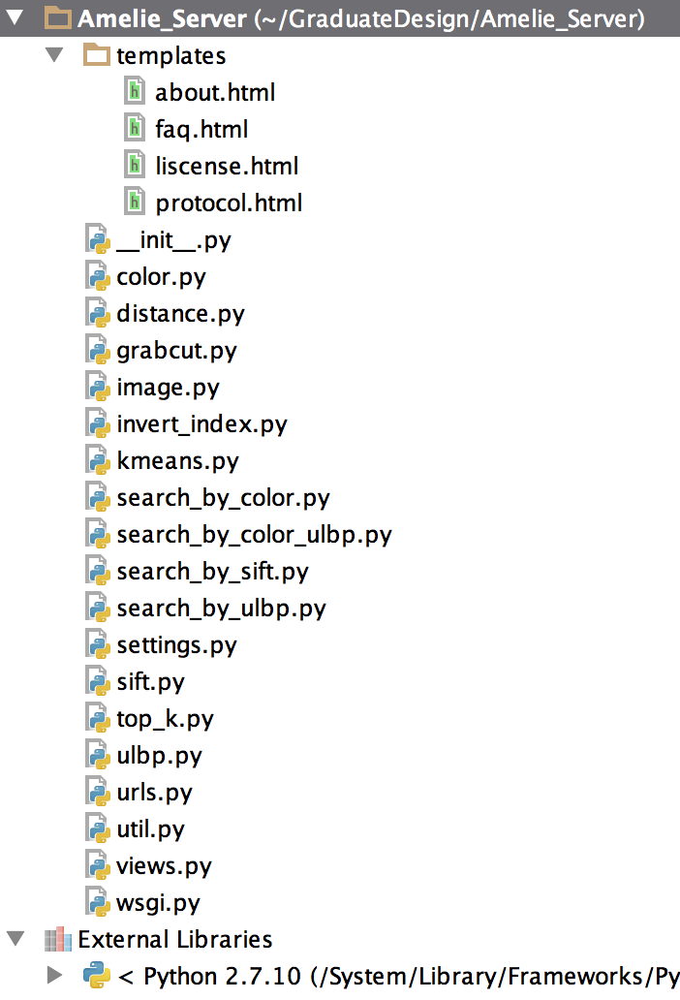 Amelie_Server (~/GraduateDesign/Amelie_Server)
templates
about.html
faq.html
liscense.html
protocol.html
__init__.py
color.py
distance.py
grabcut.py
image.py
invert_index.py
kmeans.py
search_by_color.py
search_by_color_ulbp.py
search_by_sift.py
search_by_ulbp.py
settings.py
sift.py
top_k.py
ulbp.py
urls.py
util.py
views.py
wsgi.py
External Libraries
< Python 2.7.10 (/System/Library/Frameworks/Py